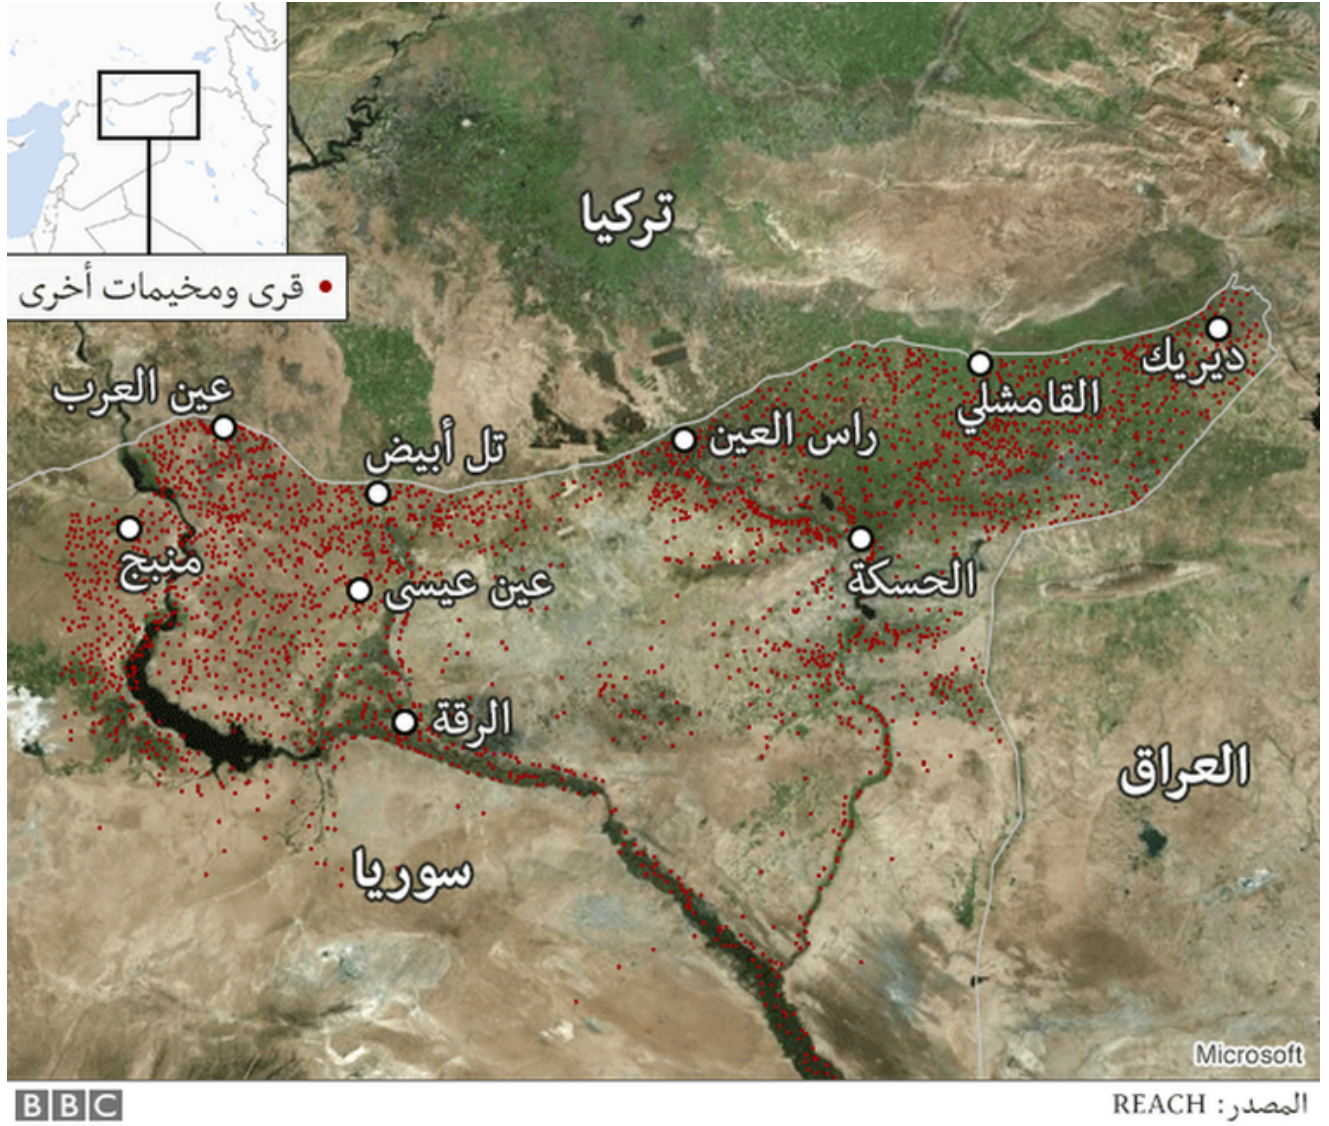 تركيا
قرى ومخيمات أخرى
ديريك
القامشلي
عين العرب
راس العين
تل أبيض
منبج
عين عيسى
الحسكة
الرقة
العراق
سوريا
Microsoft
BBC
المصدر: REACH